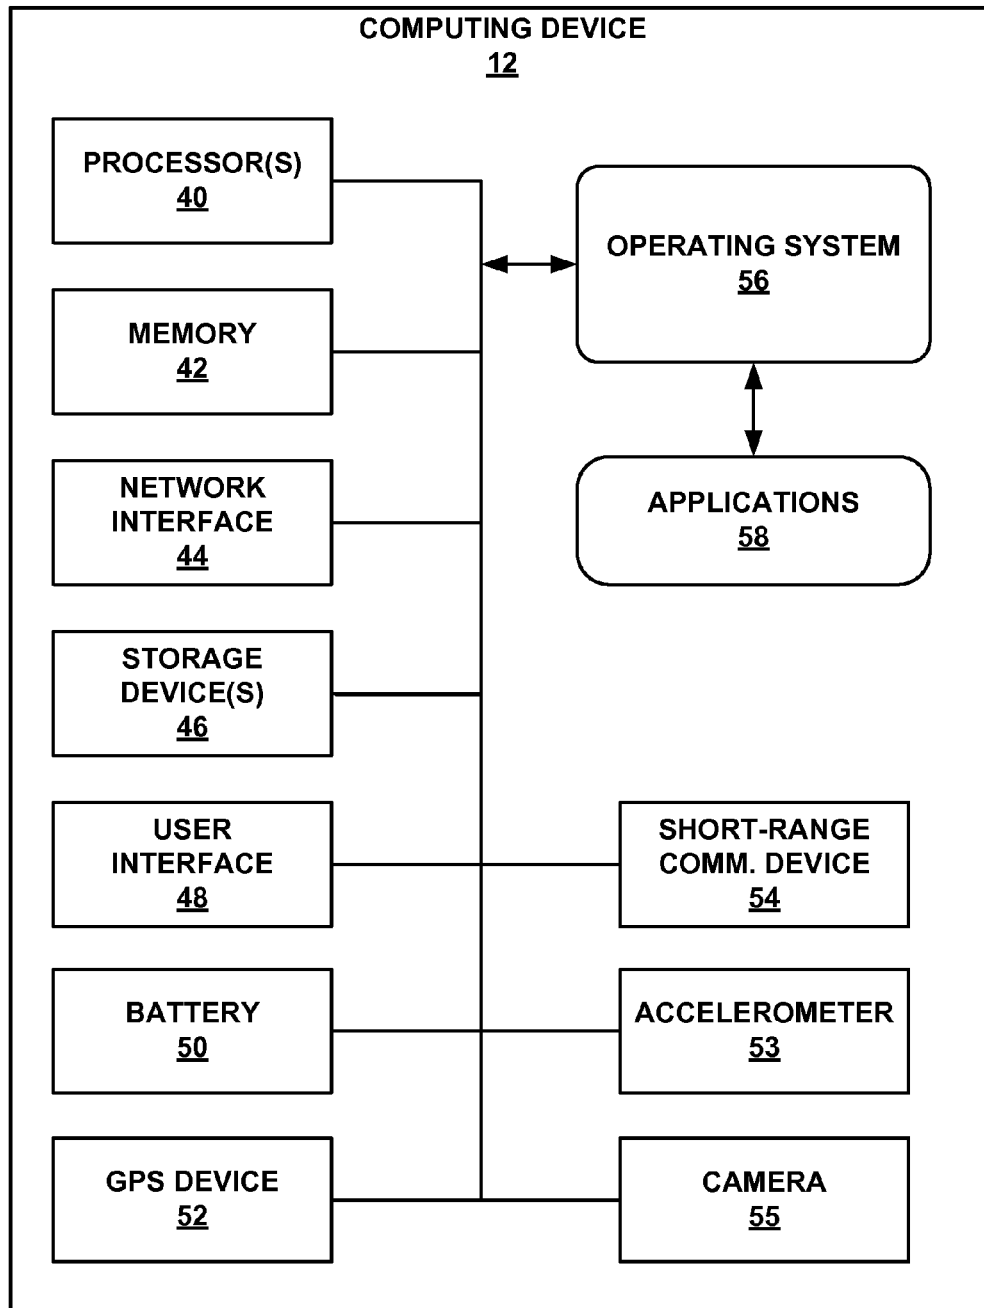 COMPUTING DEVICE
12
PROCESSOR(S)
40
OPERATING SYSTEM
56
MEMORY
42
NETWORK
INTERFACE
44
APPLICATIONS
58
STORAGE
DEVICE(S)
46
USER
INTERFACE
48
SHORT-RANGE
COMM. DEVICE
54
BATTERY
50
ACCELEROMETER
53
GPS DEVICE
52
CAMERA
55